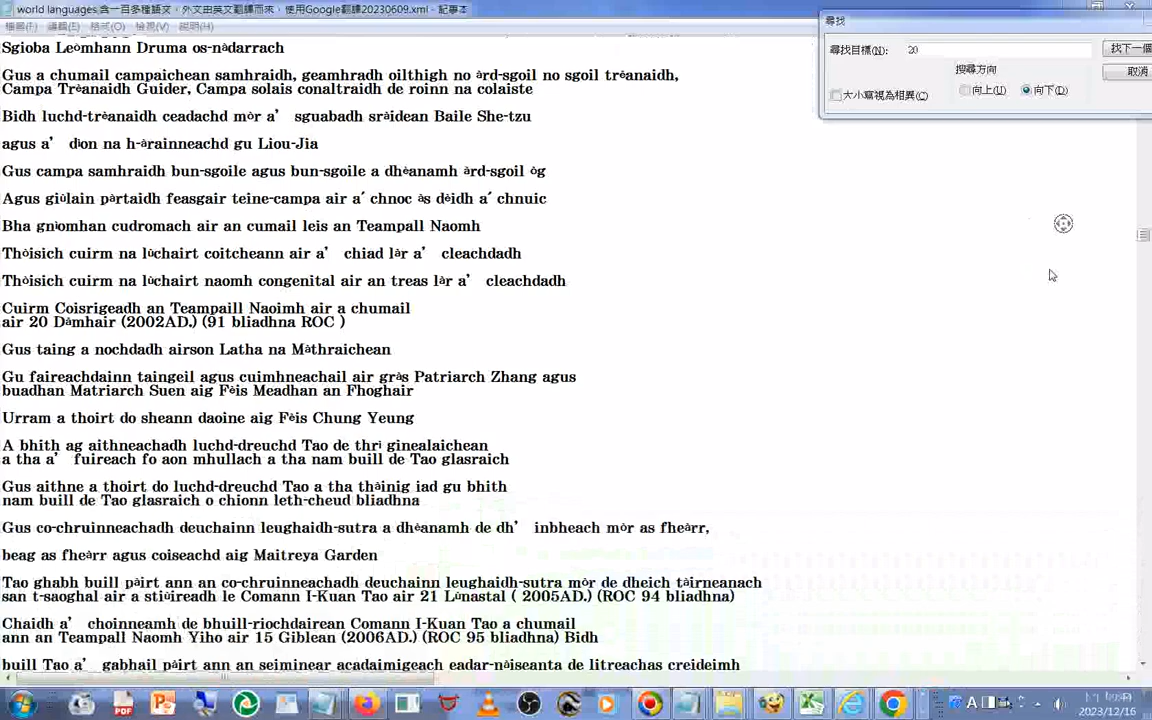 world languages 含一百多種語文，外文由英文翻譯而來，使用Google翻譯20230609.xml - 記事本
檔案(F) 編輯(E) 格式(O) 檢視(V) 說明(H)
尋找
尋找目標(N): 20
找下一個
搜尋方向
取消
大小寫視為相異(C)
向上(U) 向下(D)
Sgioba Leòmhann Druma os-nàdarrach
Gus a chumail campaichean samhraidh, geamhradh oilthigh no àrd-sgoil no sgoil trèanaidh,
Campa Trèanaidh Guider, Campa solais conaltraidh de roinn na colaiste
Bidh luchd-trèanaidh ceadachd mòr a’ sguabadh sràidean Baile She-tzu
agus a’ dìon na h-àrainneachd gu Liou-Jia
Gus campa samhraidh bun-sgoile agus bun-sgoile a dhèanamh àrd-sgoil òg
Agus giùlain pàrtaidh feasgair teine-campa air a´ chnoc às dèidh a´ chnuic
Bha gnìomhan cudromach air an cumail leis an Teampall Naomh
Thòisich cuirm na lùchairt coitcheann air a’ chiad làr a’ cleachdadh
Thòisich cuirm na lùchairt naomh congenital air an treas làr a’ cleachdadh
Cuirm Coisrigeadh an Teampaill Naoimh air a chumail
air 20 Dàmhair (2002AD.) (91 bliadhna ROC )
Gus taing a nochdadh airson Latha na Màthraichean
Gu faireachdainn taingeil agus cuimhneachail air gràs Patriarch Zhang agus
buadhan Matriarch Suen aig Fèis Meadhan an Fhoghair
Urram a thoirt do sheann daoine aig Fèis Chung Yeung
A bhith ag aithneachadh luchd-dreuchd Tao de thrì ginealaichean
a tha a’ fuireach fo aon mhullach a tha nam buill de Tao glasraich
Gus aithne a thoirt do luchd-dreuchd Tao a tha thàinig iad gu bhith
nam buill de Tao glasraich o chionn leth-cheud bliadhna
Gus co-chruinneachadh deuchainn leughaidh-sutra a dhèanamh de dh’ inbheach mòr as fheàrr,
beag as fheàrr agus coiseachd aig Maitreya Garden
Tao ghabh buill pàirt ann an co-chruinneachadh deuchainn leughaidh-sutra mòr de dheich tàirneanach
san t-saoghal air a stiùireadh le Comann I-Kuan Tao air 21 Lùnastal ( 2005AD.) (ROC 94 bliadhna)
Chaidh a’ choinneamh de bhuill-riochdairean Comann I-Kuan Tao a chumail
ann an Teampall Naomh Yiho air 15 Giblean (2006AD.) (ROC 95 bliadhna) Bidh
buill Tao a’ gabhail pàirt ann an seiminear acadaimigeach eadar-nàiseanta de litreachas creideimh
2023/12/16